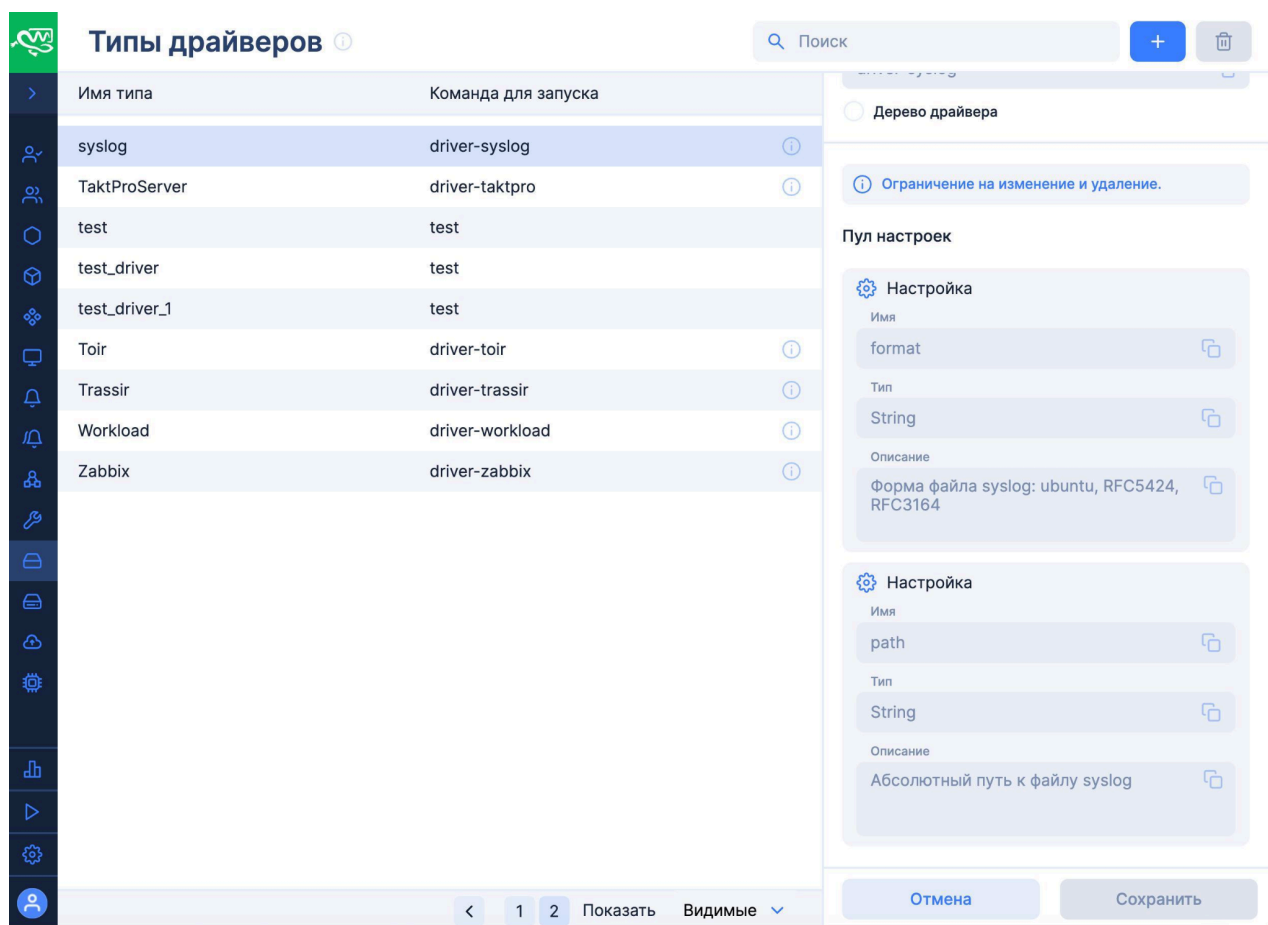 Типы драйверов
Поиск
Имя типа Команда для запуска
syslog driver-syslog
TaktProServer driver-taktpro
test test
test_driver test
test_driver_1 test
Toir driver-toir
Trassir driver-trassir
Workload driver-workload
Zabbix driver-zabbix
1 2 Показать Видимые
driver-syslog
Дерево драйвера
Ограничение на изменение и удаление.
Пул настроек
Настройка
Имя
format
Тип
String
Описание
Форма файла syslog: ubuntu, RFC5424,
RFC3164
Настройка
Имя
path
Тип
String
Описание
Абсолютный путь к файлу syslog
Отмена Сохранить